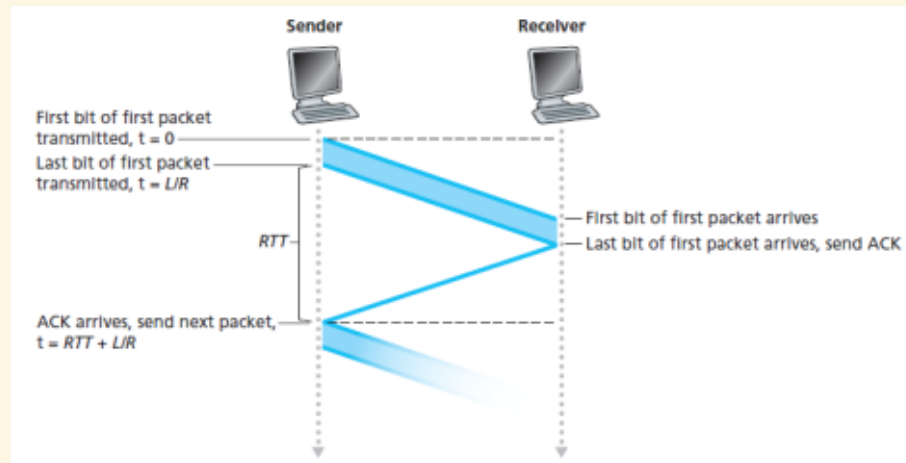 Sender
Receiver
First bit of first packet
transmitted, t = 0
Last bit of first packet
transmitted, t = L/R
First bit of first packet arrives
Last bit of first packet arrives, send ACK
RTT
ACK arrives, send next packet,
t = RTT + L/R